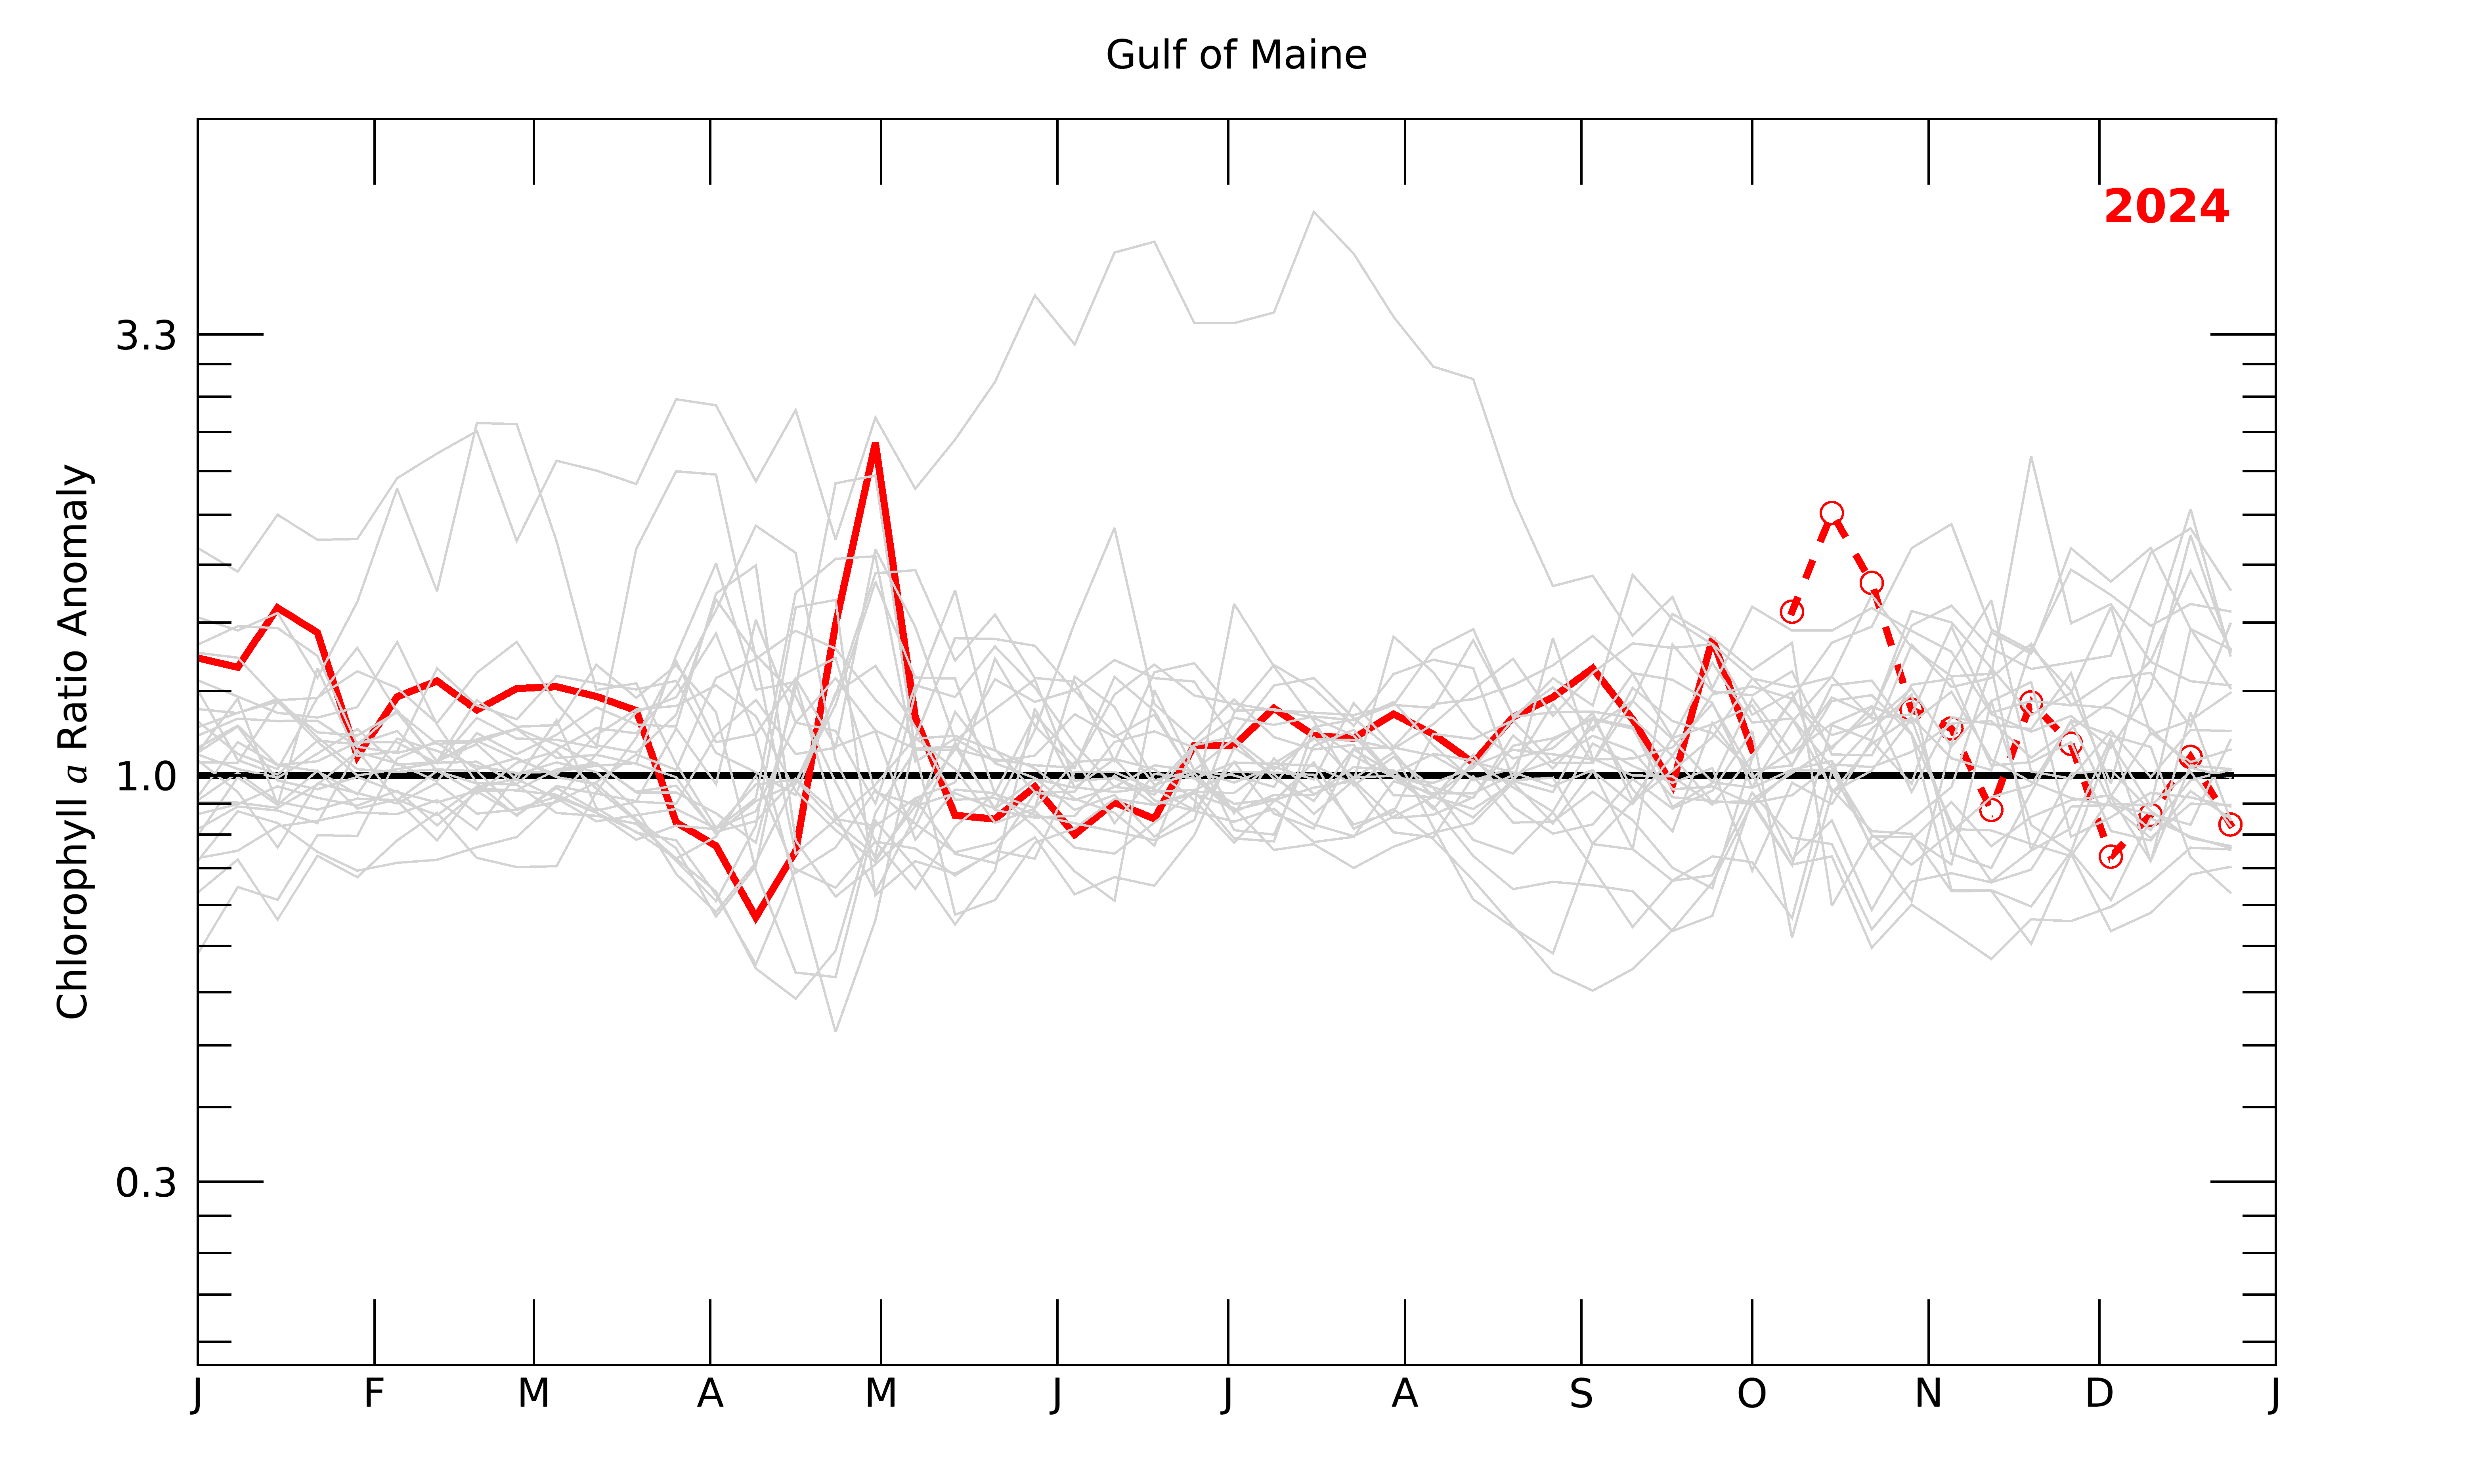 Gulf of Maine
2024
Chlorophyll a Ratio Anomaly
3.3
1.0
0.3
J F M A M J J A S O N D J